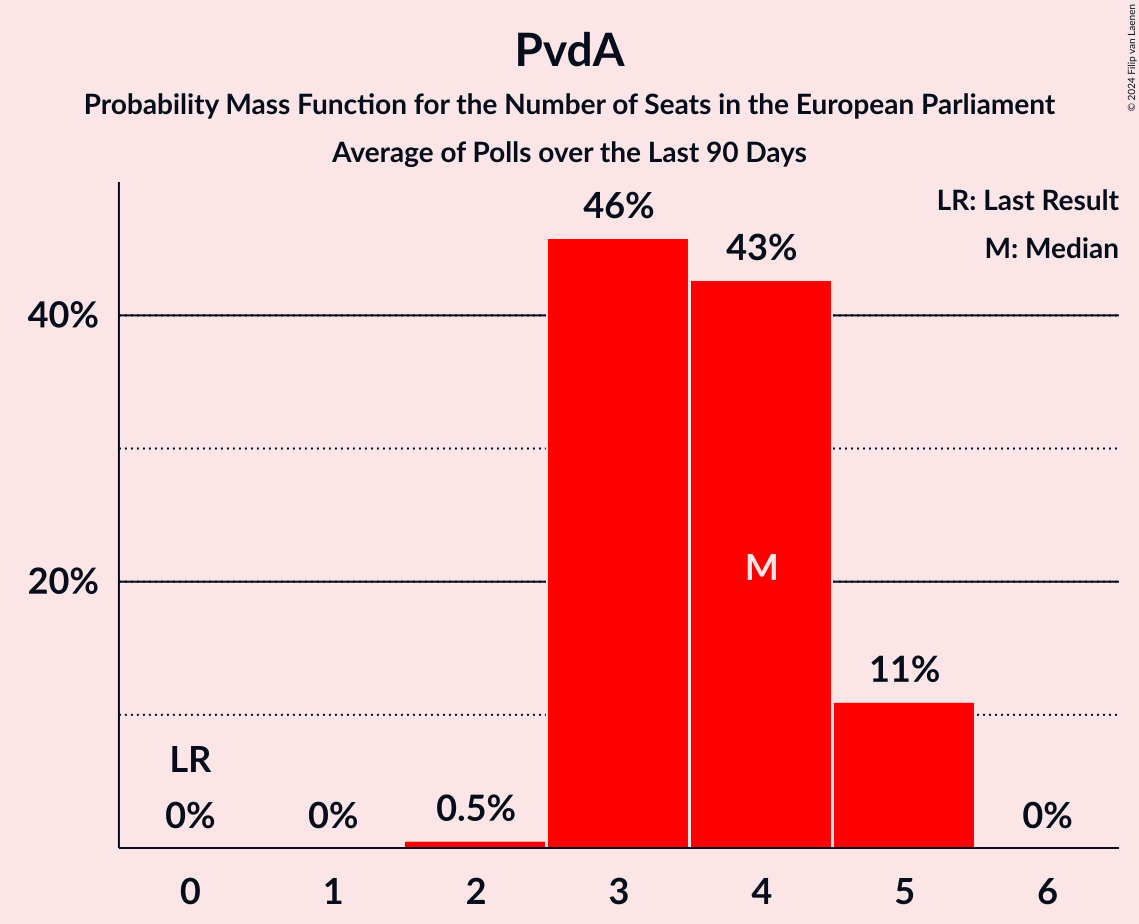 PvdA
Probability Mass Function for the Number of Seats in the European Parliament
Average of Polls over the Last 90 Days
© 2024 Filip van Laenen
LR: Last Result
M: Median
46%
43%
40%
M
20%
11%
LR
0%
0%
0.5%
0%
0 1 2 3 4 5 6